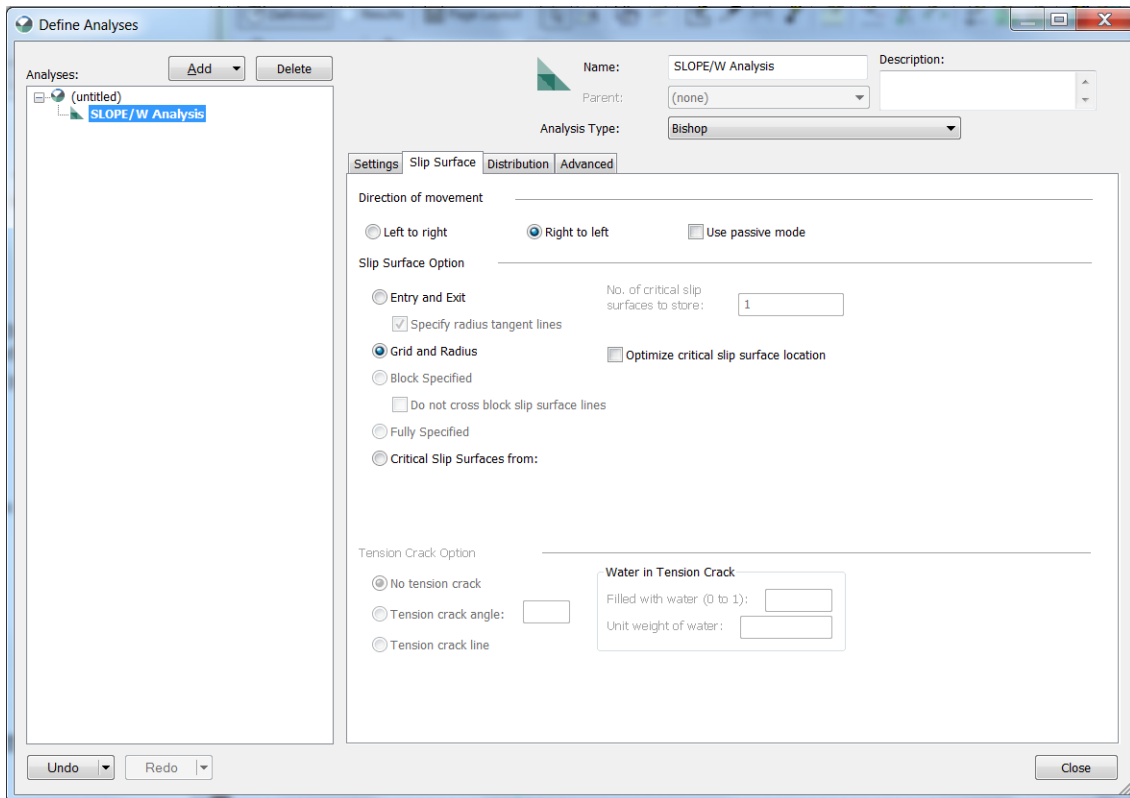 Define Analyses
Analyses:
Add
Delete
(untitled)
SLOPE/W Analysis
Name:
SLOPE/W Analysis
Description:
Parent:
(none)
Analysis Type:
Bishop
Settings
Slip Surface
Distribution
Advanced
Direction of movement
Left to right
Right to left
Use passive mode
Slip Surface Option
Entry and Exit
No. of critical slip
surfaces to store:
1
Specify radius tangent lines
Grid and Radius
Optimize critical slip surface location
Block Specified
Do not cross block slip surface lines
Fully Specified
Critical Slip Surfaces from:
Tension Crack Option
No tension crack
Tension crack angle:
Tension crack line
Water in Tension Crack
Filled with water (0 to 1):
Unit weight of water:
Undo
Redo
Close